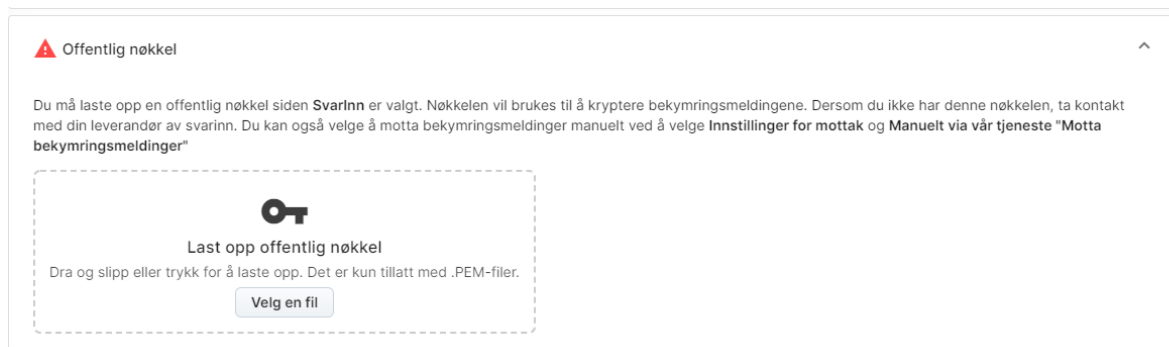 Offentlig nøkkel
Du må laste opp en offentlig nøkkel siden SvarInn er valgt. Nøkkelen vil brukes til å kryptere bekymringsmeldingene. Dersom du ikke har denne nøkkelen, ta kontakt
med din leverandør av svarinn. Du kan også velge å motta bekymringsmeldinger manuelt ved å velge Innstillinger for mottak og Manuelt via vår tjeneste "Motta
bekymringsmeldinger"
Last opp offentlig nøkkel
Dra og slipp eller trykk for å laste opp. Det er kun tillatt med .PEM-filer.
Velg en fil